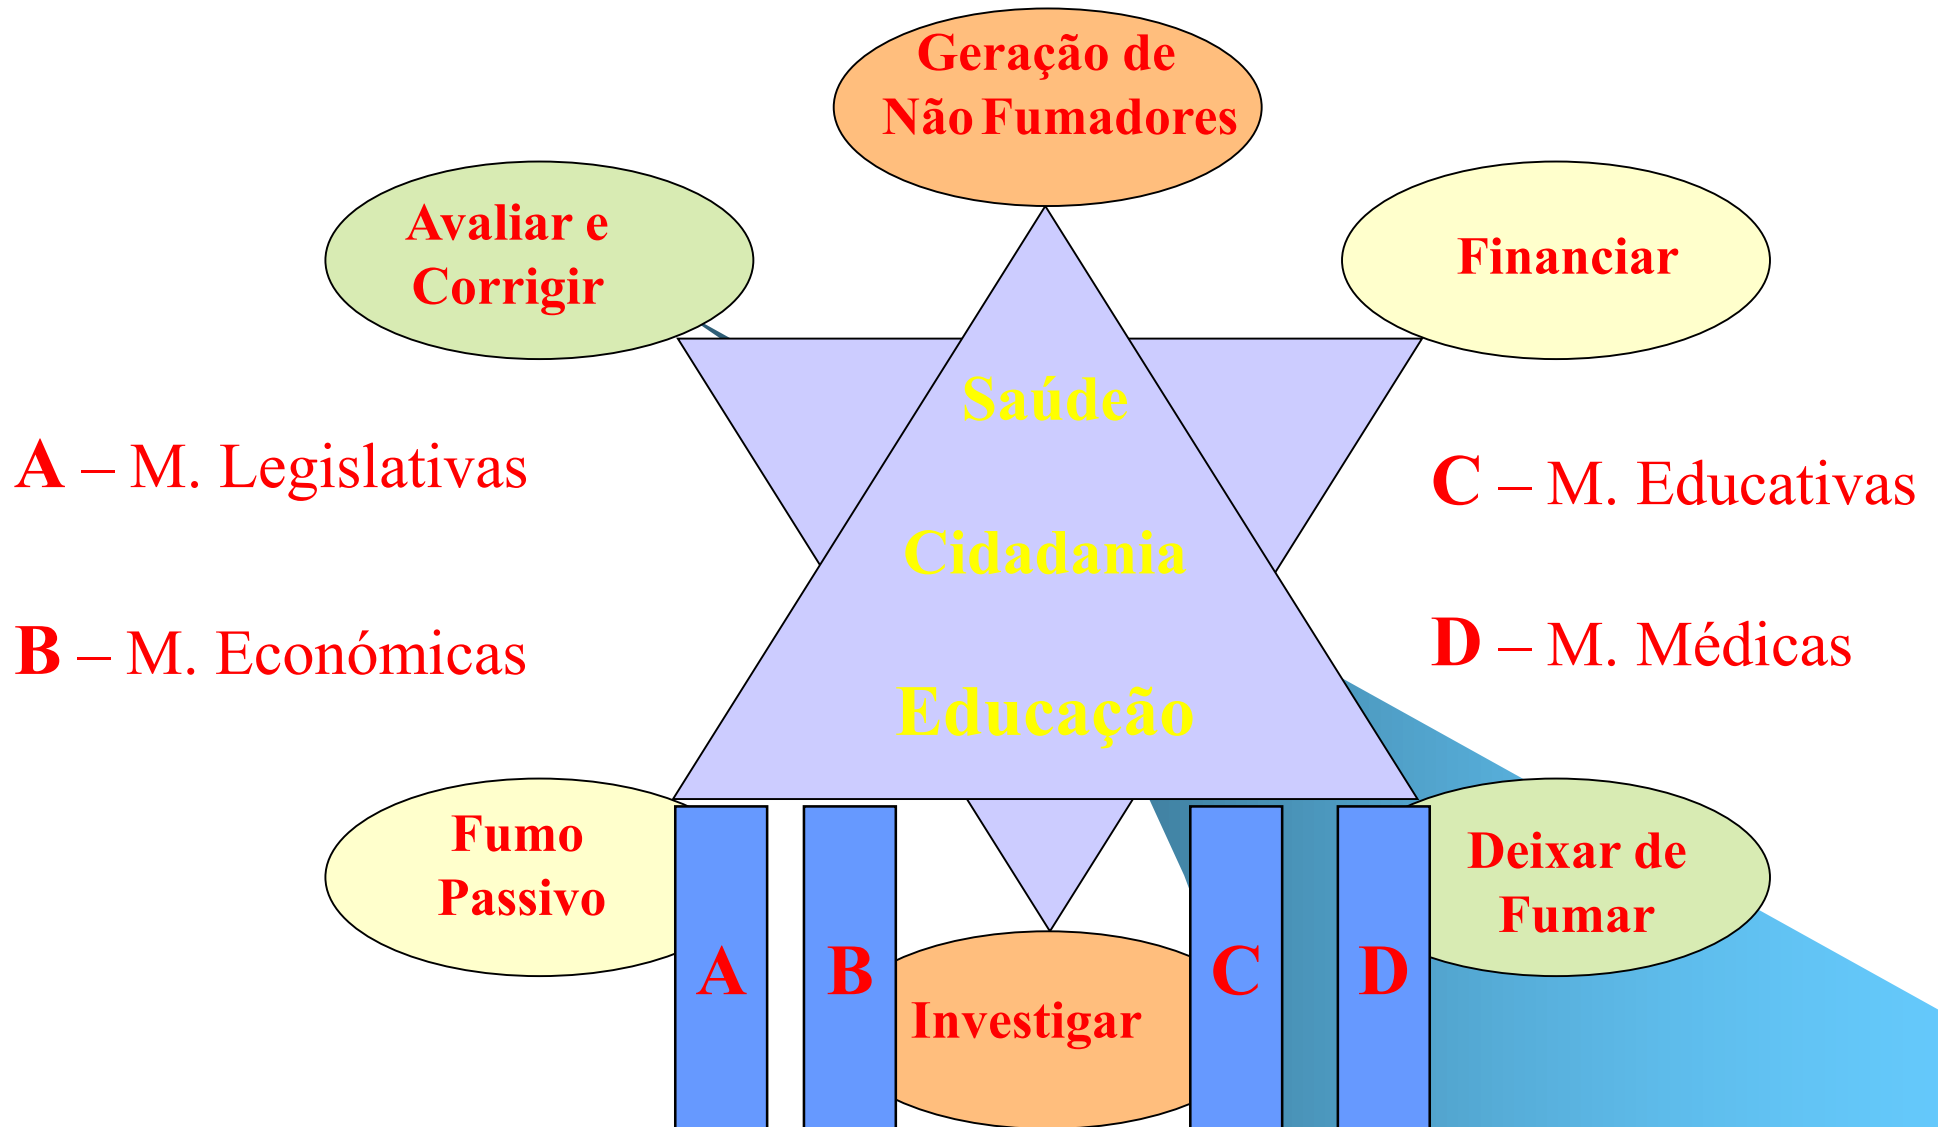 Geração de
Não Fumadores
Avaliar e
Corrigir
Financiar
Saúde
Cidadania
Educação
A – M. Legislativas
B – M. Económicas
C – M. Educativas
D – M. Médicas
Fumo
Passivo
Deixar de
Fumar
A
B
C
D
Investigar